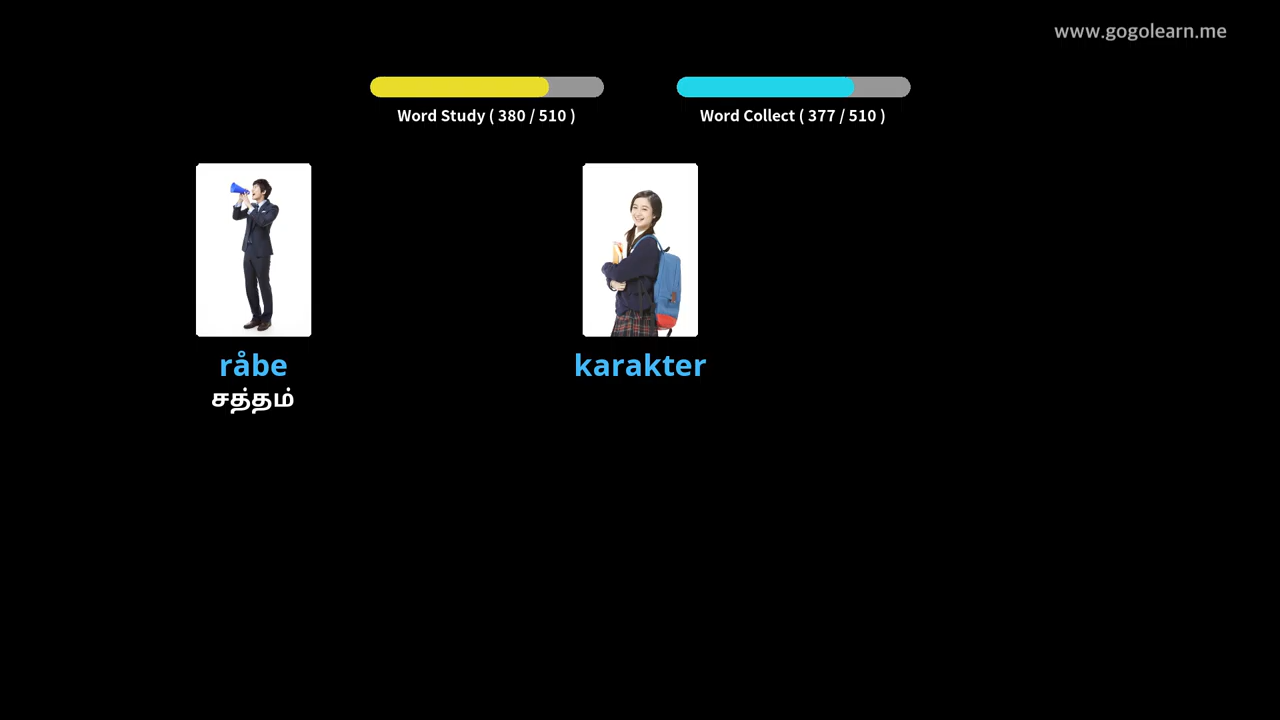 www.gogolearn.me
Word Study ( 380 / 510 )
Word Collect ( 377 / 510 )
råbe
சத்தம்
karakter